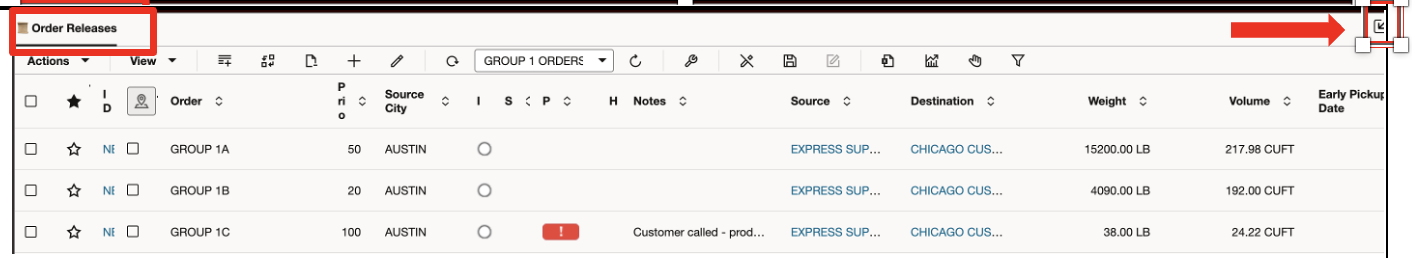 Order Releases
Actions View GROUP 1 ORDERS
I D Order P ri o Source City I S P H Notes Source Destination Weight Volume Early Pickup Date
NE GROUP 1A 50 AUSTIN EXPRESS SUP... CHICAGO CUS... 15200.00 LB 217.98 CUFT
NE GROUP 1B 20 AUSTIN EXPRESS SUP... CHICAGO CUS... 4090.00 LB 192.00 CUFT
NE GROUP 1C 100 AUSTIN ! Customer called - prod... EXPRESS SUP... CHICAGO CUS... 38.00 LB 24.22 CUFT